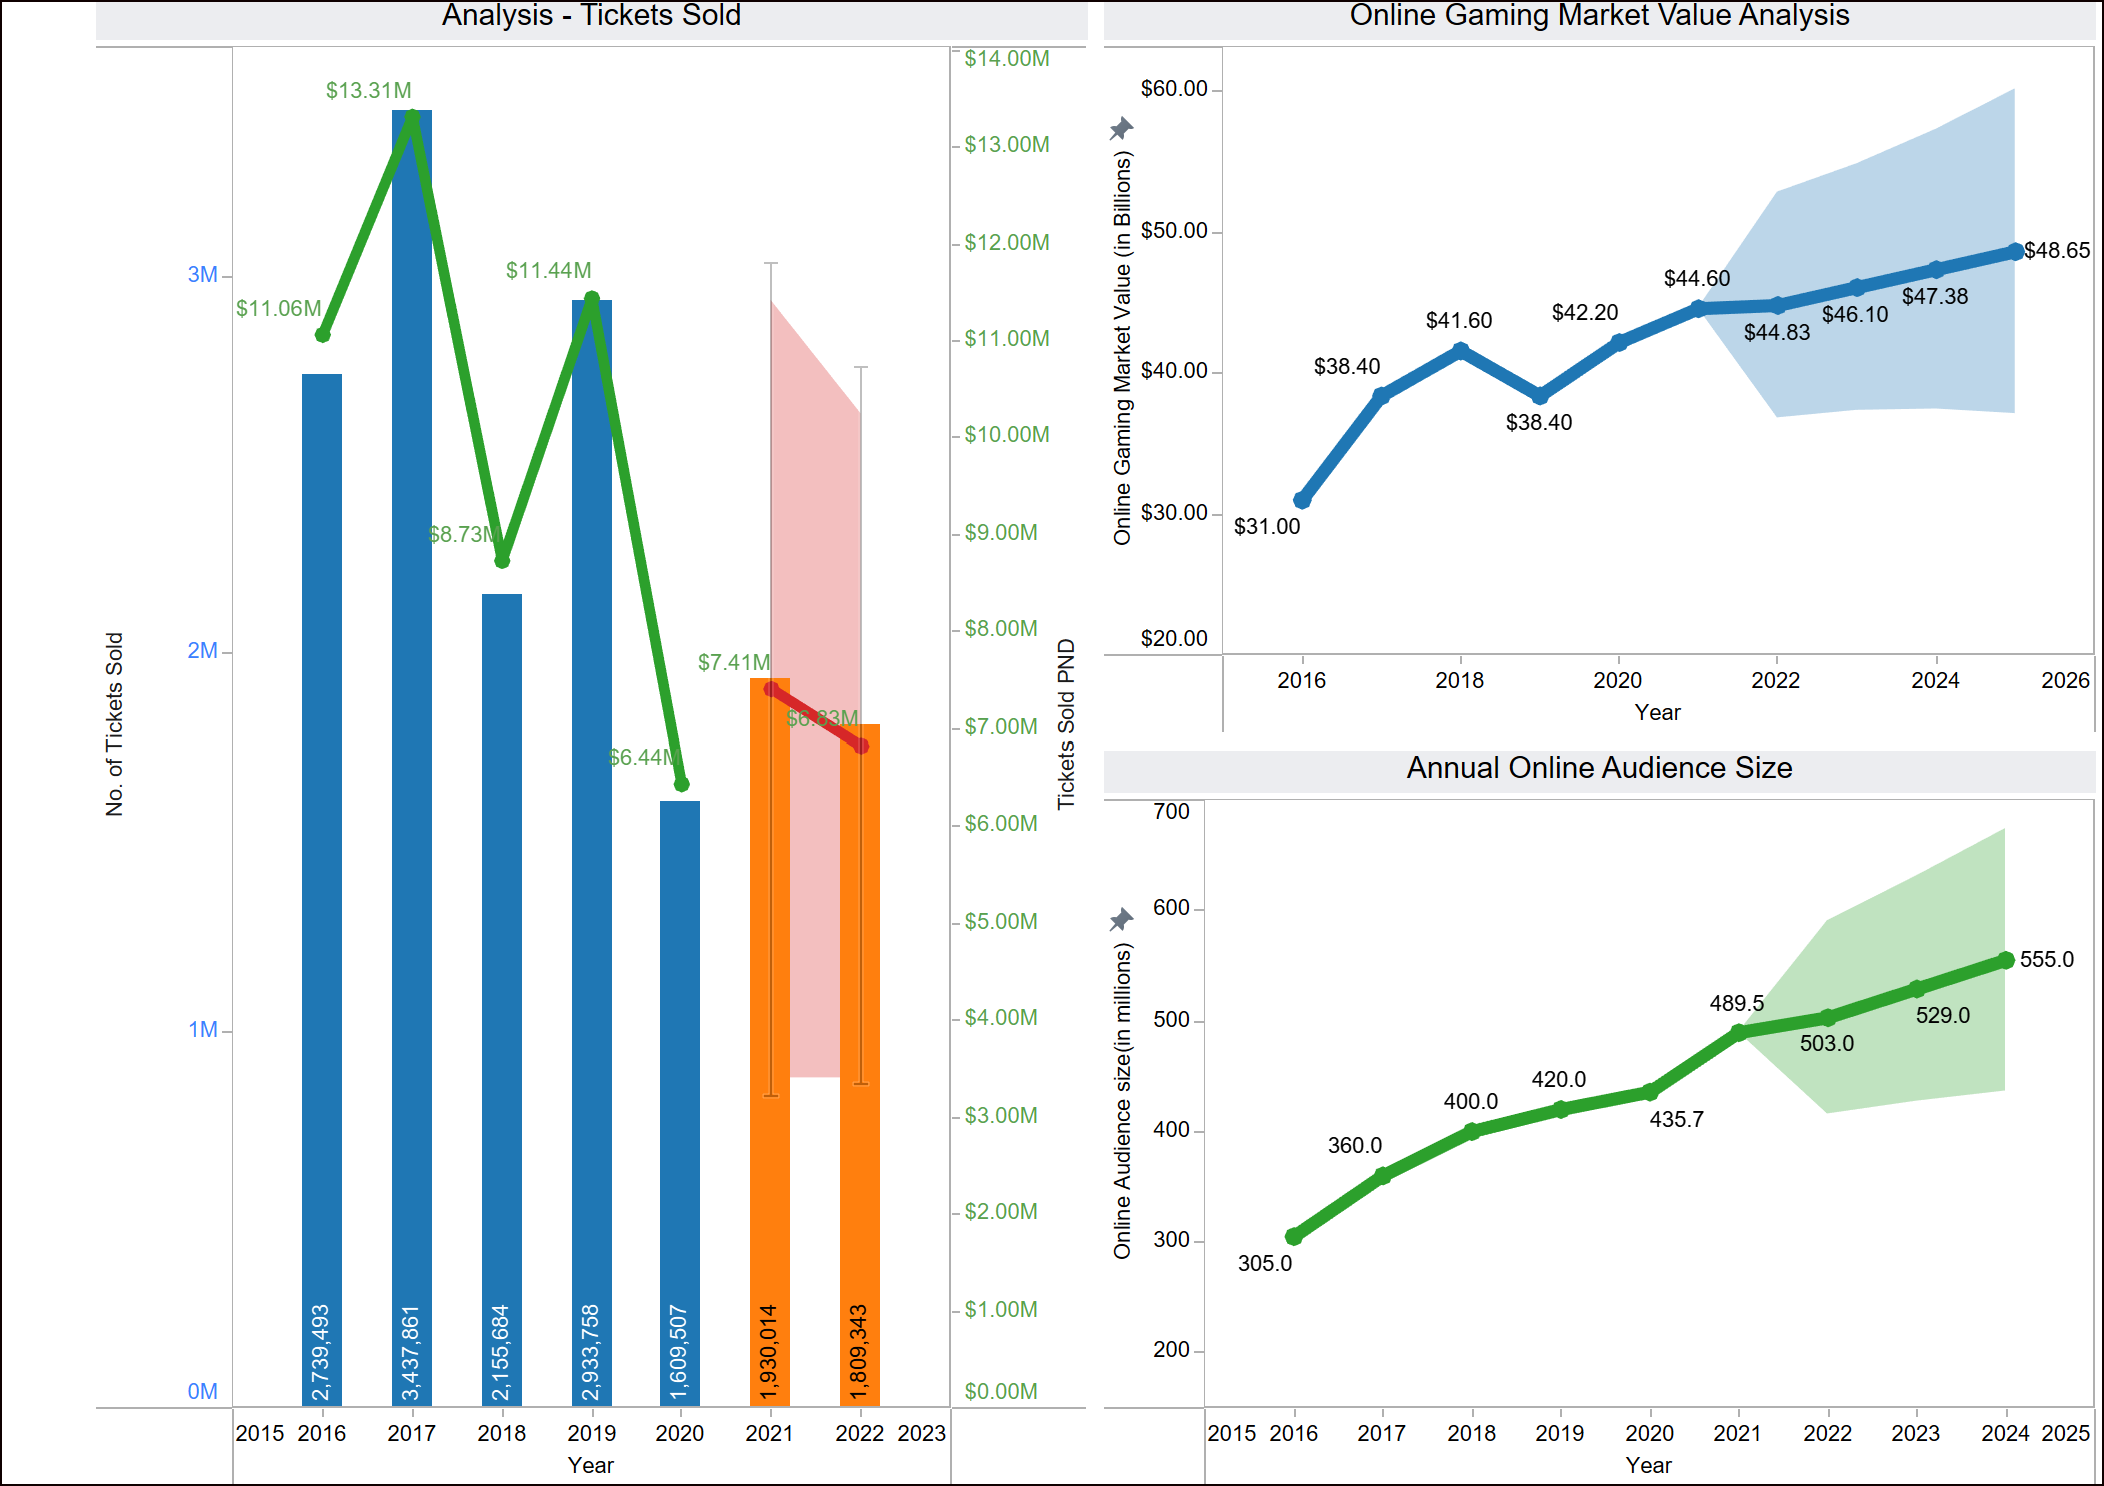 Analysis - Tickets Sold
No. of Tickets Sold
3M
2M
1M
0M
$13.31M
$11.06M
$11.44M
$8.73M
$6.44M
$7.41M
$6.83M
2,739,493
3,437,861
2,155,684
2,933,758
1,609,507
1,930,014
1,809,343
$14.00M
$13.00M
$12.00M
$11.00M
$10.00M
$9.00M
$8.00M
$7.00M
$6.00M
$5.00M
$4.00M
$3.00M
$2.00M
$1.00M
$0.00M
Tickets Sold PND
2015 2016 2017 2018 2019 2020 2021 2022 2023
Year
Online Gaming Market Value Analysis
Online Gaming Market Value (in Billions)
$60.00
$50.00
$40.00
$30.00
$20.00
$31.00
$38.40
$41.60
$38.40
$42.20
$44.60
$44.83
$46.10
$47.38
$48.65
2016 2018 2020 2022 2024 2026
Year
Annual Online Audience Size
Online Audience size(in millions)
700
600
500
400
300
200
305.0
360.0
400.0
420.0
435.7
489.5
503.0
529.0
555.0
2015 2016 2017 2018 2019 2020 2021 2022 2023 2024 2025
Year